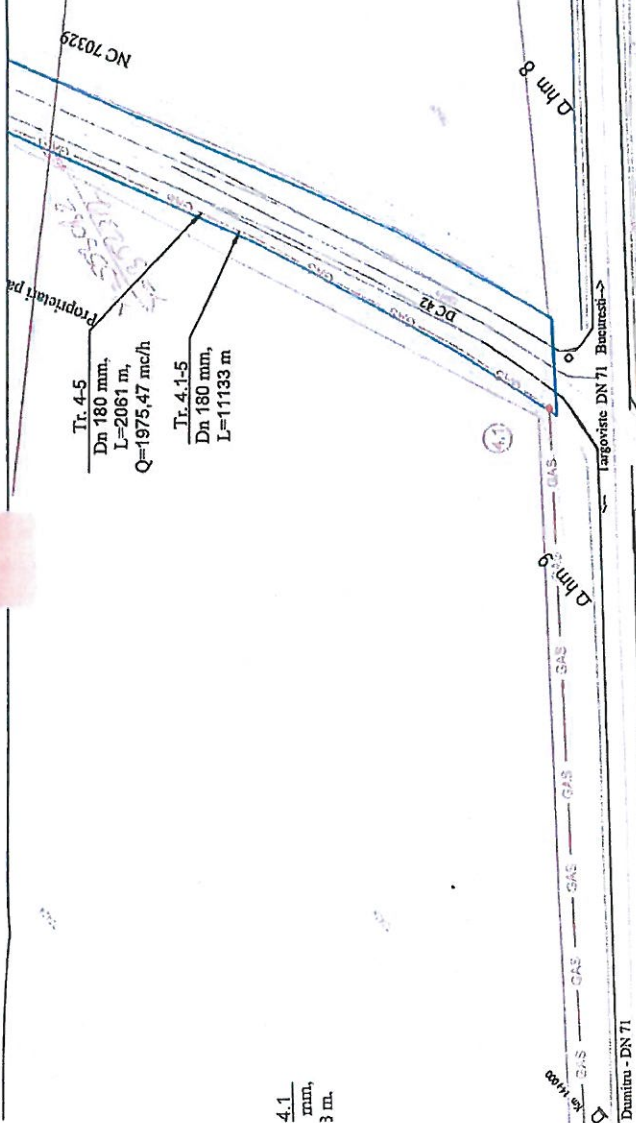 NC 70329
Proprietari pa
Tr. 4-5
Dn 180 mm,
L=2061 m,
Q=1975,47 mc/h
Tr. 4.1-5
Dn 180 mm,
L=11133 m
hm 8
DC 42
4.1
GAS
hm 9
GAS
GAS
GAS
GAS
GAS
<-- Targoviste DN 71 Bucuresti-->
4.1
mm,
3 m.
Dumitru - DN 71